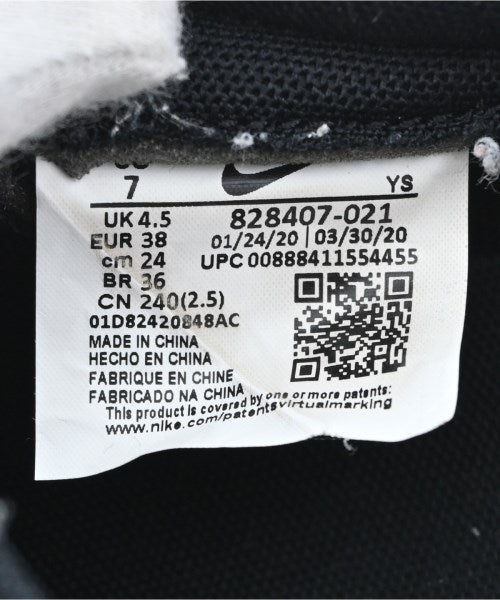 7 YS
UK 4.5 828407-021
EUR 38 01/24/20 | 03/30/20
cm 24 UPC 00888411554455
BR 36
CN 240(2.5)
01D82420848AC
MADE IN CHINA
HECHO EN CHINA
FABRIQUE EN CHINE
FABRICADO NA CHINA
This product is covered by one or more patents:
www.nike.com/patentsvirtualmarking